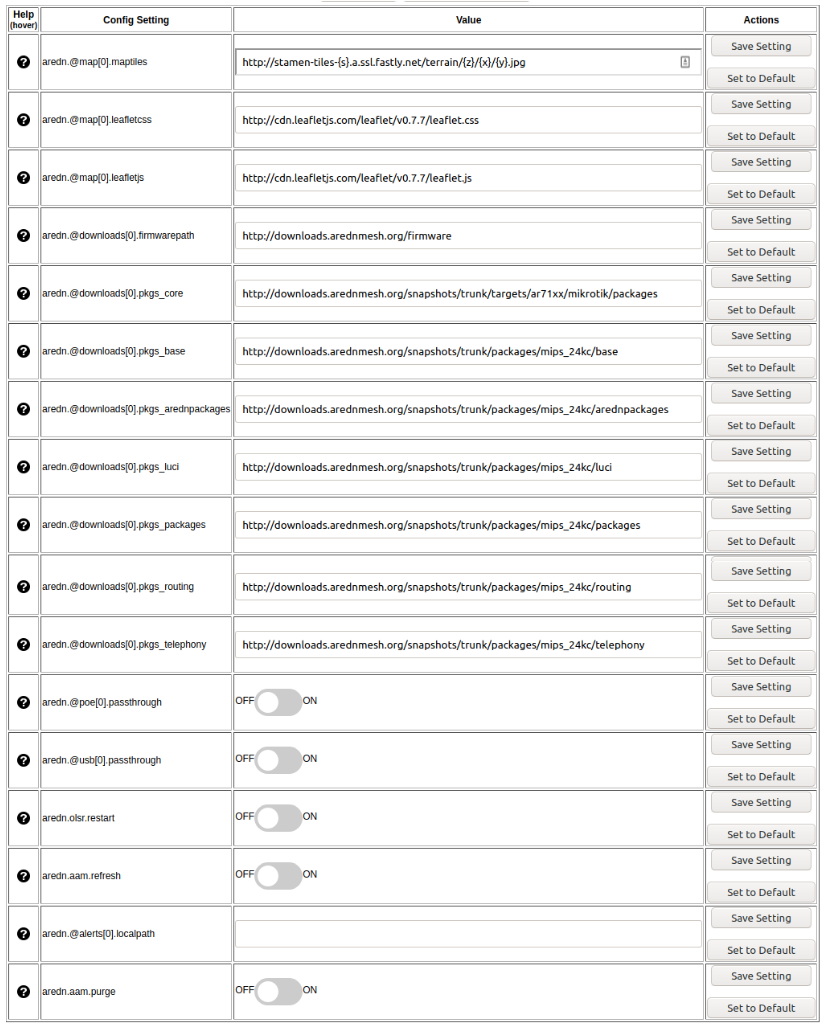 Help
(hover)
Config Setting
Value
Actions
aredn.@map[0].maptiles
http://stamen-tiles-{s}.a.ssl.fastly.net/terrain/{z}/{x}/{y}.jpg
Save Setting
Set to Default
aredn.@map[0].leafletcss
http://cdn.leafletjs.com/leaflet/v0.7.7/leaflet.css
Save Setting
Set to Default
aredn.@map[0].leafletjs
http://cdn.leafletjs.com/leaflet/v0.7.7/leaflet.js
Save Setting
Set to Default
aredn.@downloads[0].firmwarepath
http://downloads.arednmesh.org/firmware
Save Setting
Set to Default
aredn.@downloads[0].pkgs_core
http://downloads.arednmesh.org/snapshots/trunk/targets/ar71xx/mikrotik/packages
Save Setting
Set to Default
aredn.@downloads[0].pkgs_base
http://downloads.arednmesh.org/snapshots/trunk/packages/mips_24kc/base
Save Setting
Set to Default
aredn.@downloads[0].pkgs_arednpackages
http://downloads.arednmesh.org/snapshots/trunk/packages/mips_24kc/arednpackages
Save Setting
Set to Default
aredn.@downloads[0].pkgs_luci
http://downloads.arednmesh.org/snapshots/trunk/packages/mips_24kc/luci
Save Setting
Set to Default
aredn.@downloads[0].pkgs_packages
http://downloads.arednmesh.org/snapshots/trunk/packages/mips_24kc/packages
Save Setting
Set to Default
aredn.@downloads[0].pkgs_routing
http://downloads.arednmesh.org/snapshots/trunk/packages/mips_24kc/routing
Save Setting
Set to Default
aredn.@downloads[0].pkgs_telephony
http://downloads.arednmesh.org/snapshots/trunk/packages/mips_24kc/telephony
Save Setting
Set to Default
aredn.@poe[0].passthrough
OFF ON
Save Setting
Set to Default
aredn.@usb[0].passthrough
OFF ON
Save Setting
Set to Default
aredn.olsr.restart
OFF ON
Save Setting
Set to Default
aredn.aam.refresh
OFF ON
Save Setting
Set to Default
aredn.@alerts[0].localpath
Save Setting
Set to Default
aredn.aam.purge
OFF ON
Save Setting
Set to Default